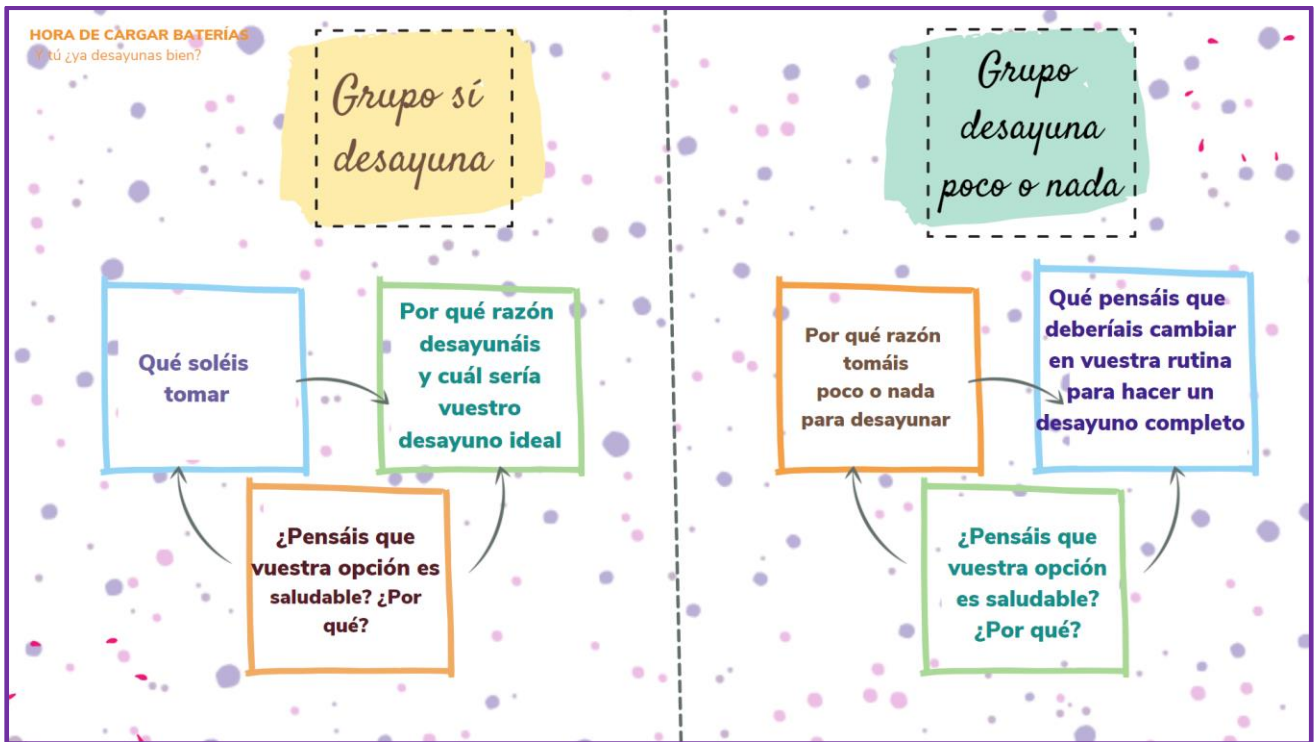 HORA DE CARGAR BATERÍAS
Y tú ¿ya desayunas bien?
Grupo sí
desayuna
Qué soléis
tomar
Por qué razón
desayunáis
y cuál sería
vuestro
desayuno ideal
¿Pensáis que
vuestra opción es
saludable? ¿Por
qué?
Grupo
desayuna
poco o nada
Por qué razón
tomáis
poco o nada
para desayunar
Qué pensáis que
deberíais cambiar
en vuestra rutina
para hacer un
desayuno completo
¿Pensáis que
vuestra opción
es saludable?
¿Por qué?